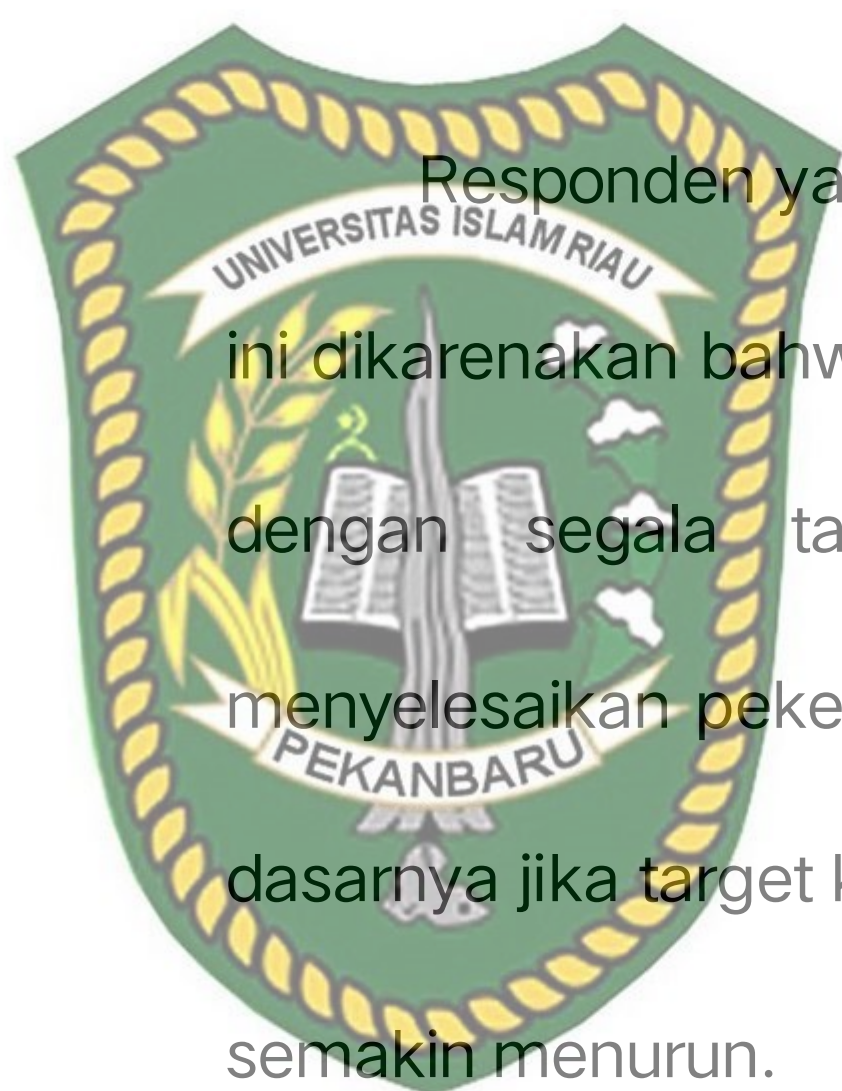 Responden ya
UNIVERSITAS ISLAM RIAU
ini dikarenakan bahw
dengan segala ta
menyelesaikan peke
PEKANBARU
dasarnya jika target k
semakin menurun.